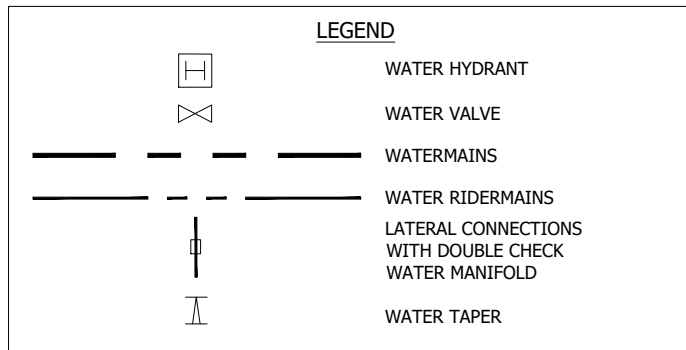 LEGEND
H
WATER HYDRANT
WATER VALVE
WATERMAINS
WATER RIDERMAINS
LATERAL CONNECTIONS
WITH DOUBLE CHECK
WATER MANIFOLD
WATER TAPER